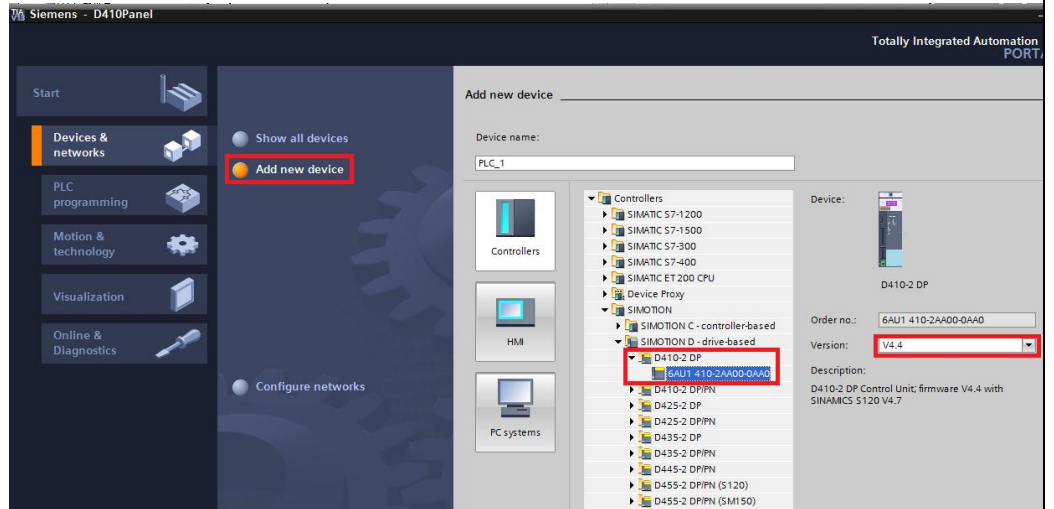 Siemens - D410Panel
Totally Integrated Automation
PORT
Start
Devices &
networks
PLC
programming
Motion &
technology
Visualization
Online &
Diagnostics
Show all devices
Add new device
Configure networks
Add new device
Device name:
PLC_1
Controllers
HMI
PC systems
Controllers
SIMATIC S7-1200
SIMATIC S7-1500
SIMATIC S7-300
SIMATIC S7-400
SIMATIC ET 200 CPU
Device Proxy
SIMOTION
SIMOTION C - controller-based
SIMOTION D - drive-based
D410-2 DP
6AU1 410-2AA00-0AA0
D410-2 DP/PN
D425-2 DP
D425-2 DP/PN
D435-2 DP
D435-2 DP/PN
D445-2 DP/PN
D455-2 DP/PN (S120)
D455-2 DP/PN (SM150)
Device:
D410-2 DP
Order no.:
6AU1 410-2AA00-0AA0
Version:
V4.4
Description:
D410-2 DP Control Unit; firmware V4.4 with
SINAMICS S120 V4.7